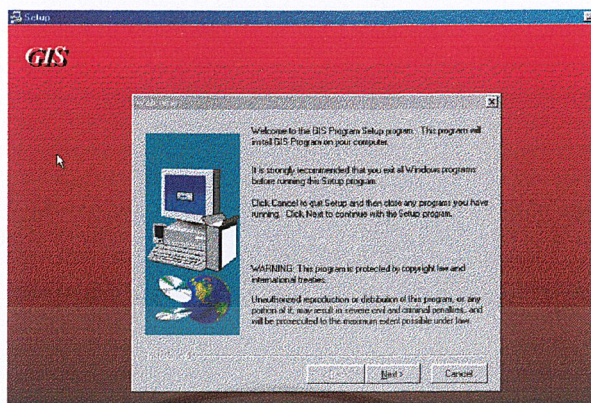 Setup
GIS
Welcome to the GIS Program Setup program. This program will
install GIS Program on your computer.
It is strongly recommended that you exit all Windows programs
before running this Setup program.
Click Cancel to quit Setup and then close any programs you have
running. Click Next to continue with the Setup program.
WARNING: This program is protected by copyright law and
international treaties.
Unauthorized reproduction or distribution of this program, or any
portion of it, may result in severe civil and criminal penalties, and
will be prosecuted to the maximum extent possible under law.
Next >
Cancel